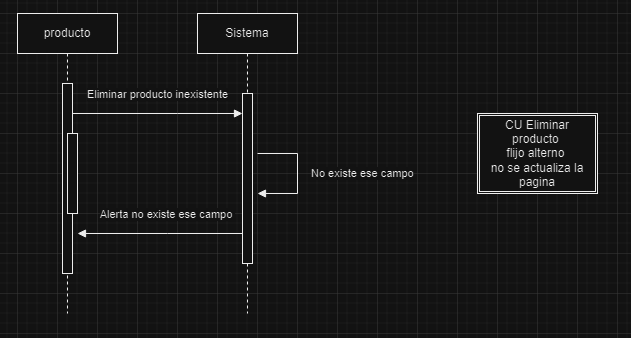 producto
Sistema
Eliminar producto inexistente
CU Eliminar
producto
flijo alterno
no se actualiza la
pagina
No existe ese campo
Alerta no existe ese campo